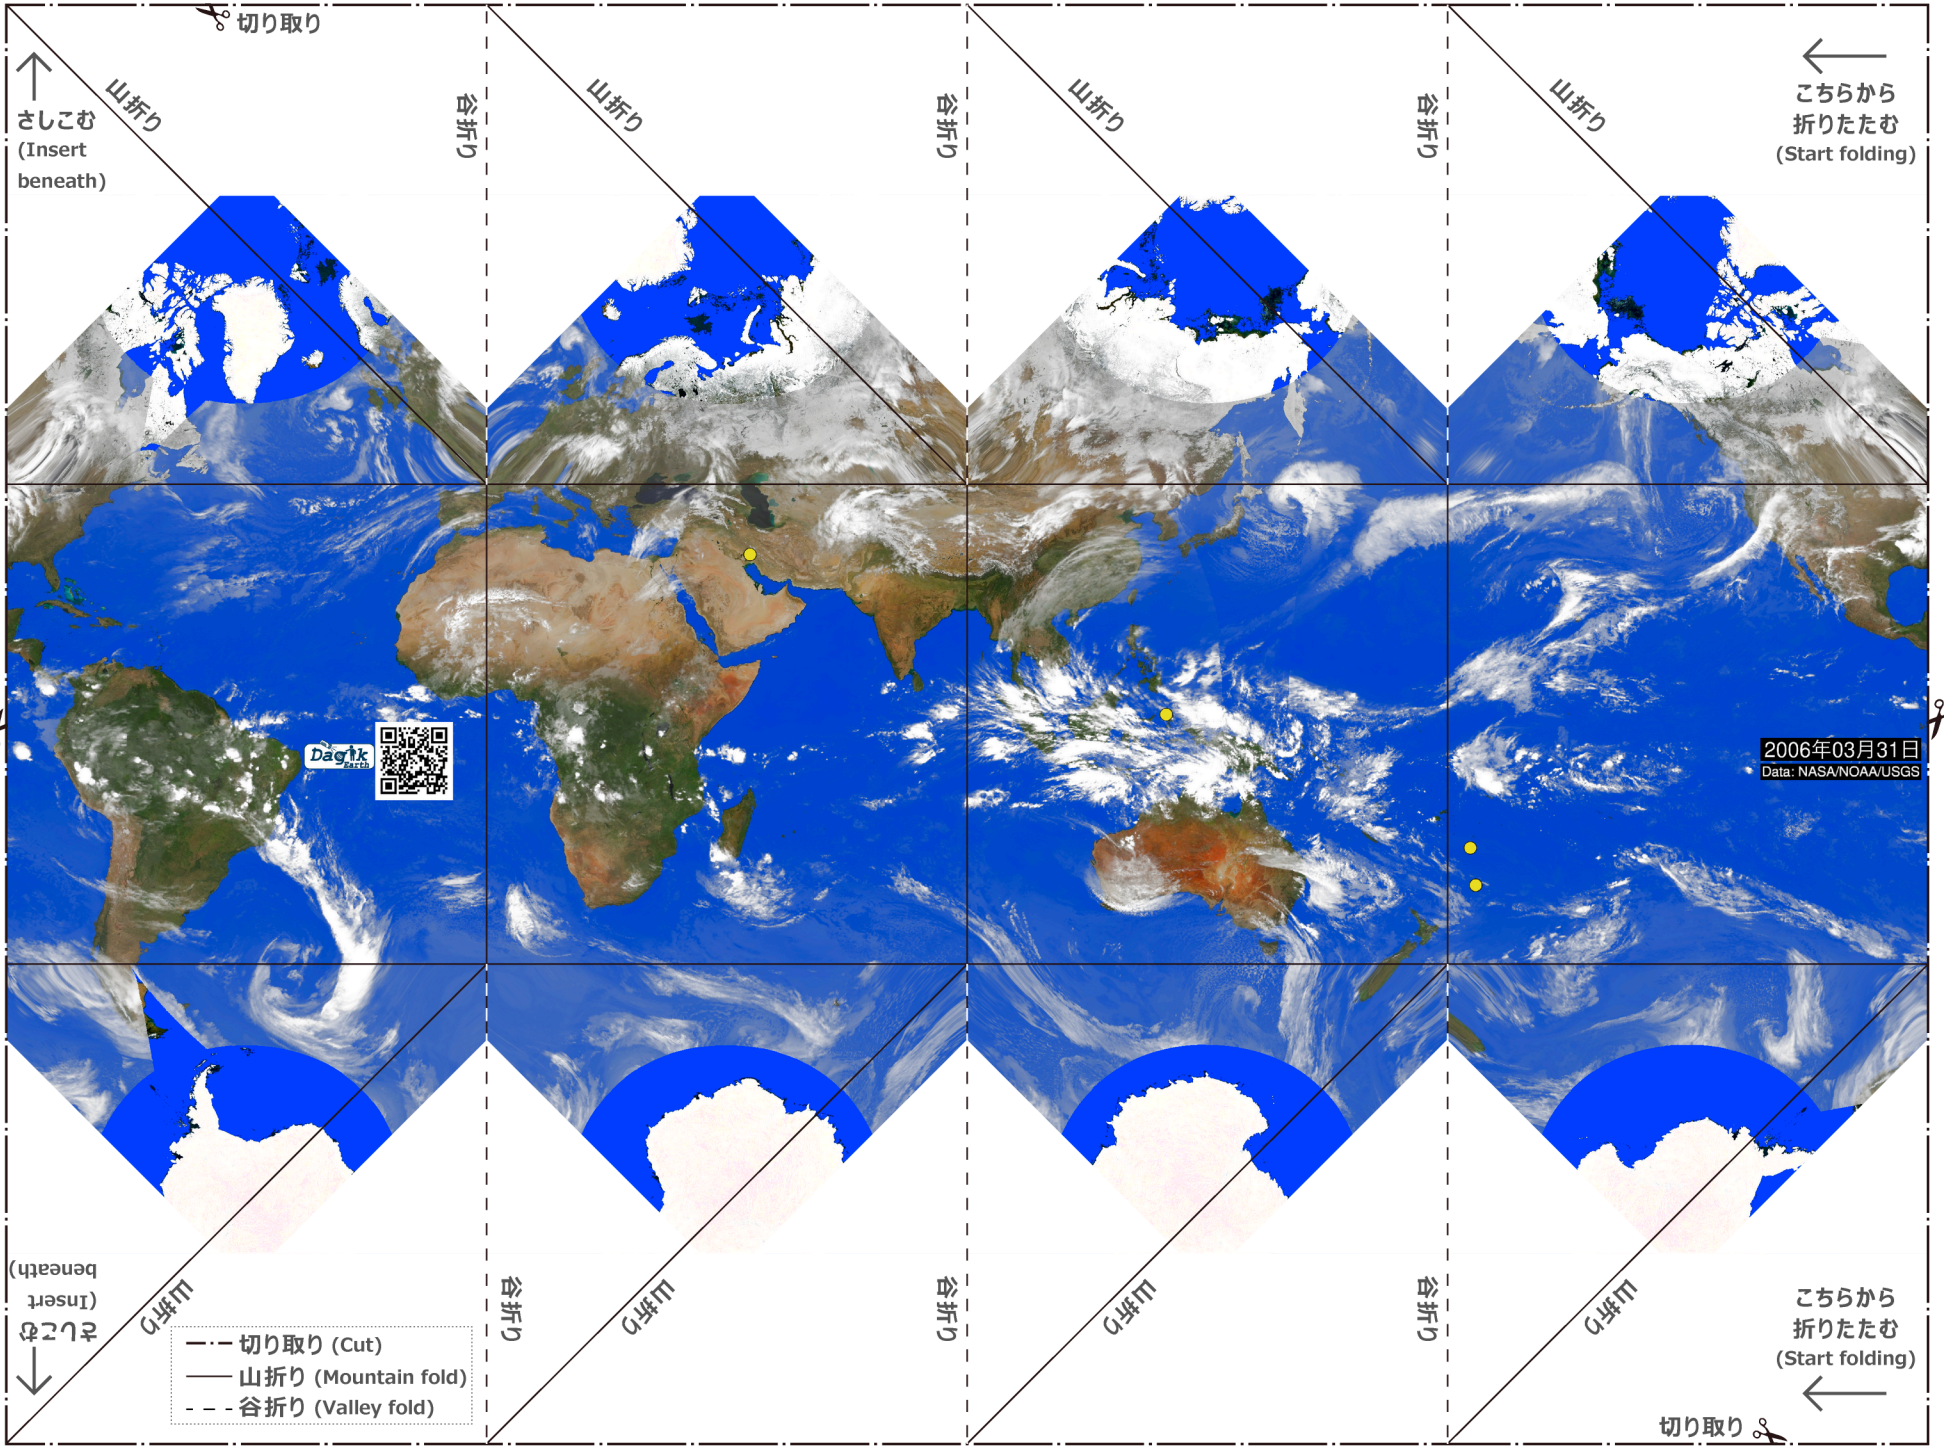 切り取り
山折り
谷折り
山折り
谷折り
山折り
谷折り
山折り
さしこむ
(Insert
beneath)
こちらから
折りたたむ
(Start folding)
Dagik
Earth
2006年03月31日
Data: NASA/NOAA/USGS
さしこむ
(Insert
beneath)
山折り
谷折り
山折り
谷折り
山折り
谷折り
山折り
こちらから
折りたたむ
(Start folding)
切り取り (Cut)
山折り (Mountain fold)
谷折り (Valley fold)
切り取り